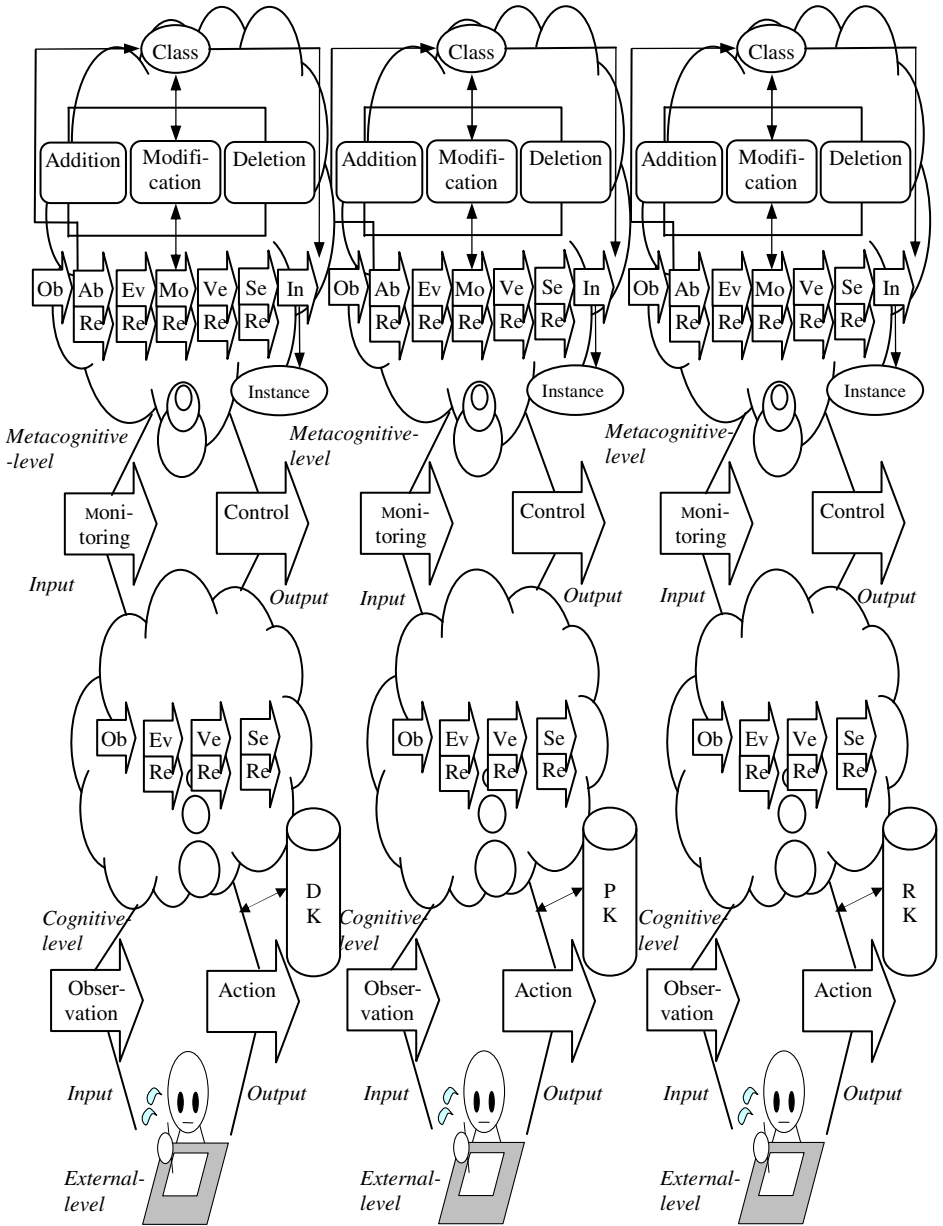 Class Class Class
Addition Modifi-
cation Deletion Addition Modifi-
cation Deletion Addition Modifi-
cation Deletion
Ob Ab Ev Mo Ve Se In Ob Ab Ev Mo Ve Se In Ob Ab Ev Mo Ve Se In
Re Re Re Re Re Re Re Re Re Re Re Re Re Re Re
Instance Instance Instance
Metacognitive
-level
Metacognitive-
level
Metacognitive-
level
Moni-
toring
Control
Moni-
toring
Control
Moni-
toring
Control
Input Output Input Output Input Output
Ob Ev Ve Se Ob Ev Ve Se Ob Ev Ve Se
Re Re Re Re Re Re Re Re Re
D
K
P
K
R
K
Cognitive-
level
Cognitive-
level
Cognitive-
level
Obser-
vation
Action
Obser-
vation
Action
Obser-
vation
Action
Input Output Input Output Input Output
External-
level
External-
level
External-
level